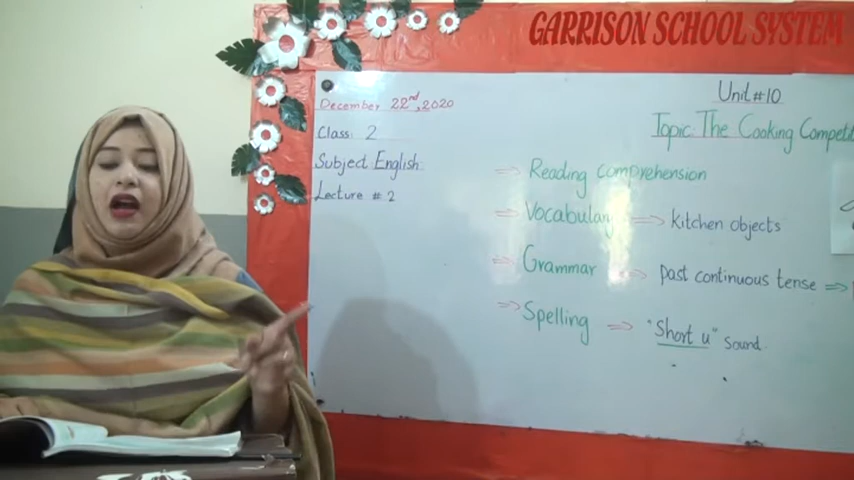 GARRISON SCHOOL SYSTEM
December 22nd, 2020
Class: 2
Subject English:
Lecture # 2
Unit#10
Topic: The Cooking Competit
⇒ Reading comprehension
⇒ Vocabulary ⇒ kitchen objects
⇒ Grammar ⇒ past continuous tense ⇒
⇒ Spelling ⇒ "Short u" sound.